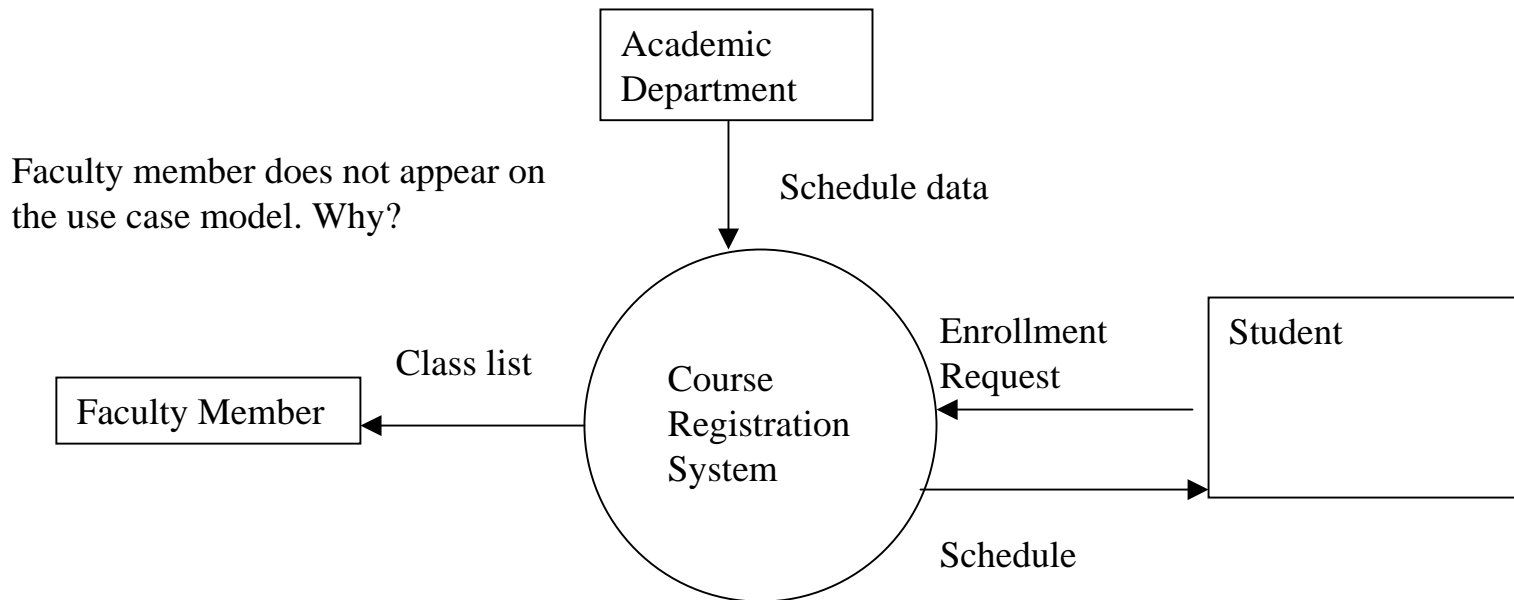 Academic
Department
Faculty member does not appear on
the use case model. Why?
Schedule data
Class list
Faculty Member
Course
Registration
System
Enrollment
Request
Student
Schedule